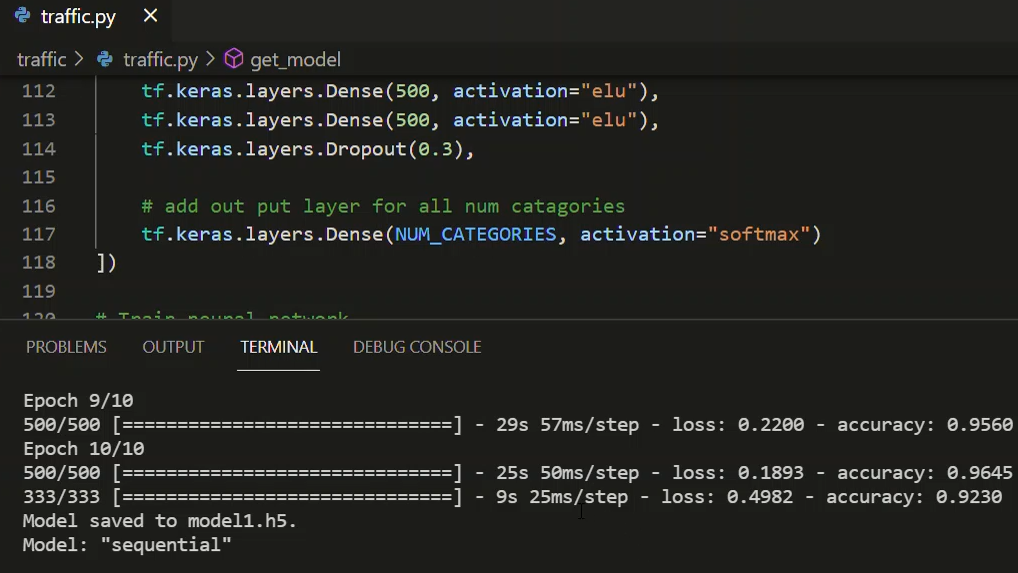 traffic.py
traffic > traffic.py > get_model
112 tf.keras.layers.Dense(500, activation="elu"),
113 tf.keras.layers.Dense(500, activation="elu"),
114 tf.keras.layers.Dropout(0.3),
115
116 # add out put layer for all num catagories
117 tf.keras.layers.Dense(NUM_CATEGORIES, activation="softmax")
118 ])
119
120 # Train neural network
PROBLEMS OUTPUT TERMINAL DEBUG CONSOLE
Epoch 9/10
500/500 [==============================] - 29s 57ms/step - loss: 0.2200 - accuracy: 0.9560
Epoch 10/10
500/500 [==============================] - 25s 50ms/step - loss: 0.1893 - accuracy: 0.9645
333/333 [==============================] - 9s 25ms/step - loss: 0.4982 - accuracy: 0.9230
Model saved to model1.h5.
Model: "sequential"